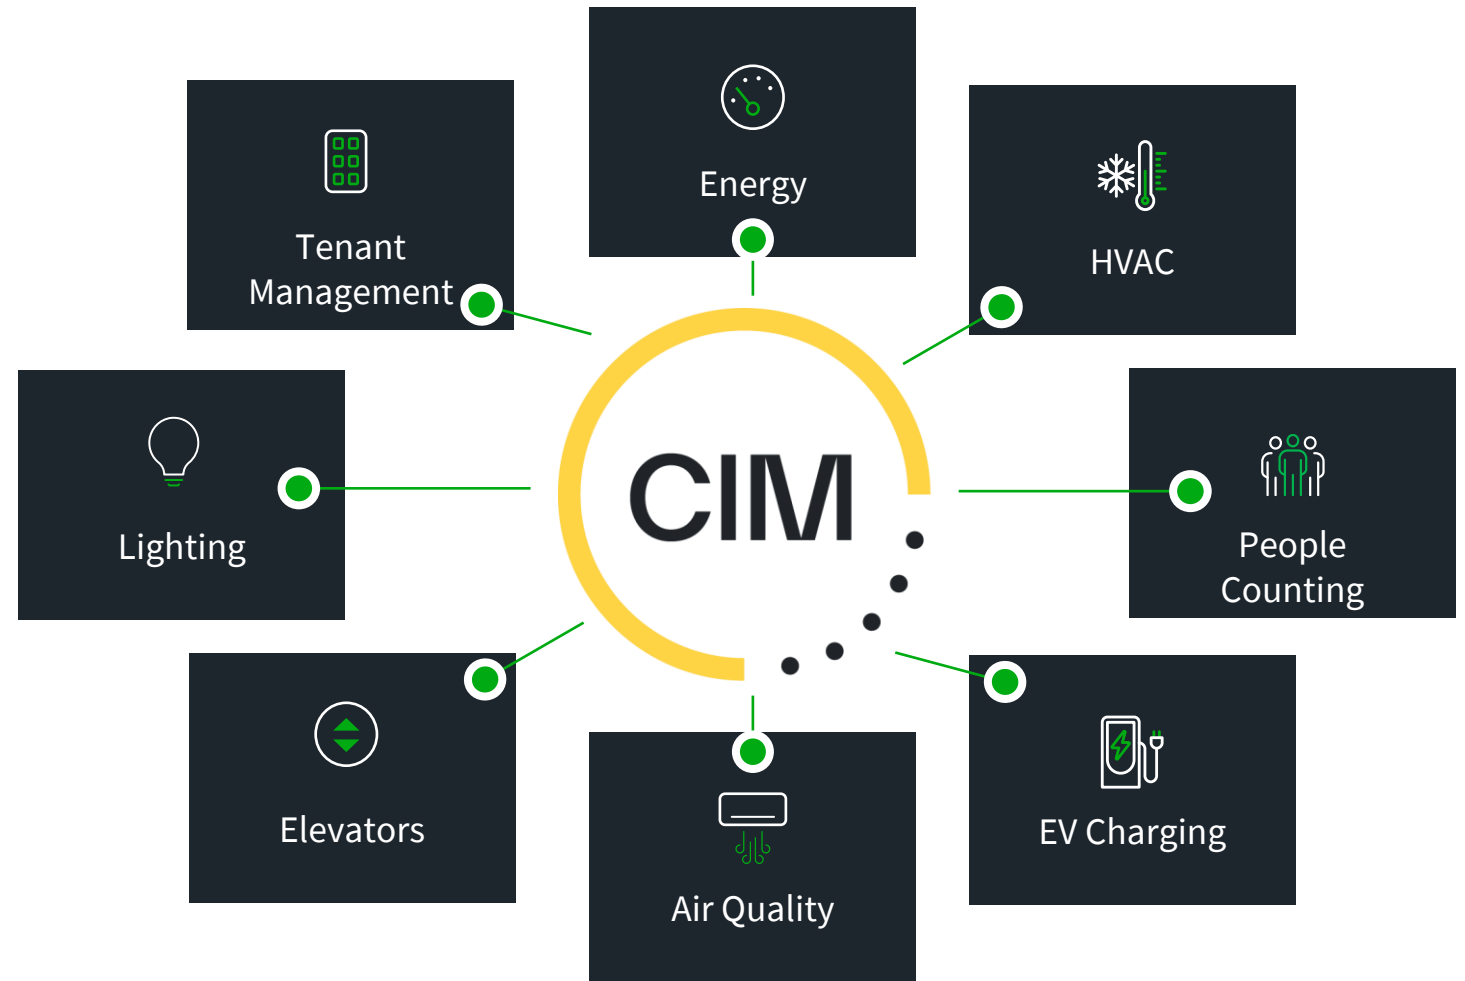 Energy
Tenant
Management
HVAC
Lighting
CIM
People
Counting
Elevators
EV Charging
Air Quality